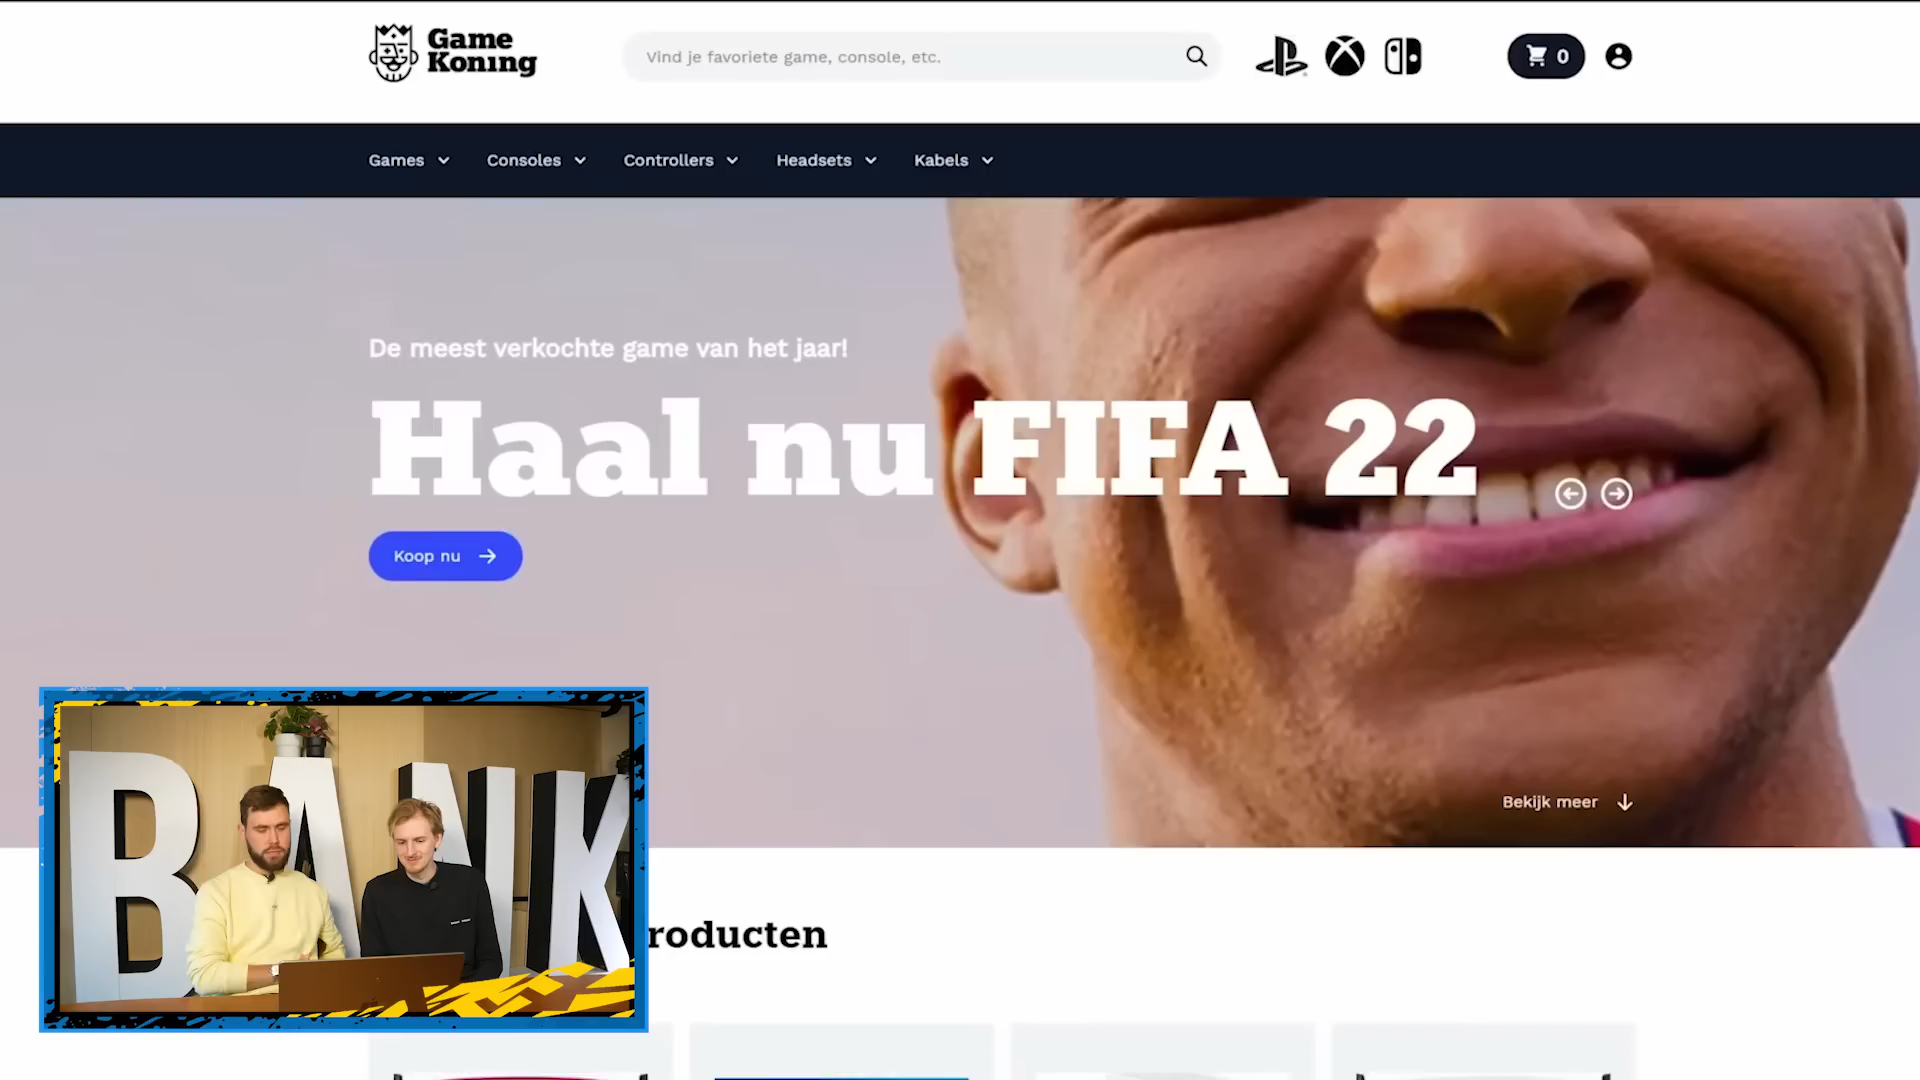 Game
Koning
Vind je favoriete game, console, etc.
0
Games
Consoles
Controllers
Headsets
Kabels
De meest verkochte game van het jaar!
Haal nu FIFA 22
Koop nu
Bekijk meer
roducten
BANK